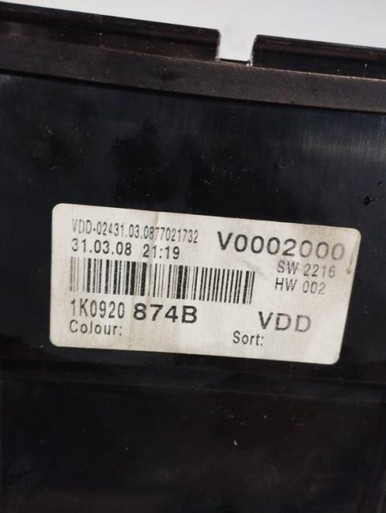 VDD-02431.03.0877021732 V0002000
31.03.08 21:19 SW 2216
HW 002
1K0920 874B VDD
Colour: Sort: